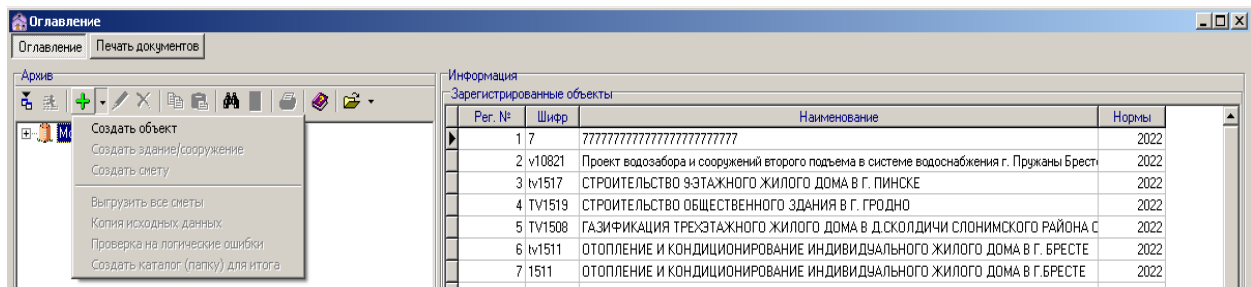 Оглавление
Оглавление Печать документов
Архив
Мо
Создать объект
Создать здание/сооружение
Создать смету
Выгрузить все сметы
Копия исходных данных
Проверка на логические ошибки
Создать каталог (папку) для итога
Информация
Зарегистрированные объекты
Рег. № Шифр Наименование Нормы
1 7 77777777777777777777777777 2022
2 v10821 Проект водозабора и сооружений второго подъема в системе водоснабжения г. Пружаны Брест 2022
3 tv1517 СТРОИТЕЛЬСТВО 9-ЭТАЖНОГО ЖИЛОГО ДОМА В Г. ПИНСКЕ 2022
4 TV1519 СТРОИТЕЛЬСТВО ОБЩЕСТВЕННОГО ЗДАНИЯ В Г. ГРОДНО 2022
5 TV1508 ГАЗИФИКАЦИЯ ТРЕХЭТАЖНОГО ЖИЛОГО ДОМА В Д.СКОЛДИЧИ СЛОНИМСКОГО РАЙОНА С 2022
6 tv1511 ОТОПЛЕНИЕ И КОНДИЦИОНИРОВАНИЕ ИНДИВИДУАЛЬНОГО ЖИЛОГО ДОМА В Г. БРЕСТЕ 2022
7 1511 ОТОПЛЕНИЕ И КОНДИЦИОНИРОВАНИЕ ИНДИВИДУАЛЬНОГО ЖИЛОГО ДОМА В Г.БРЕСТЕ 2022